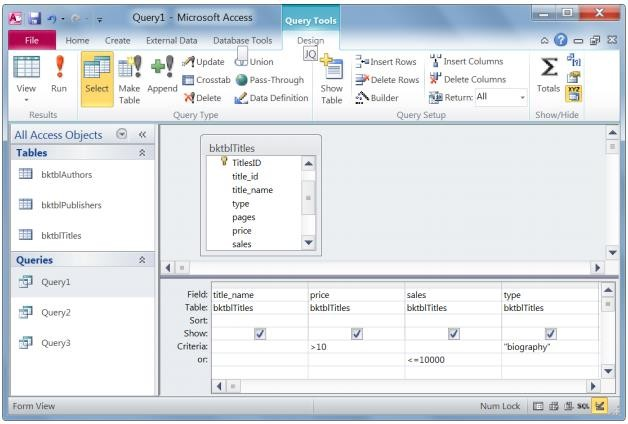 Query1 - Microsoft Access Query Tools
File Home Create External Data Database Tools Design
JQ
View Run Select Make Table Append
Update Union
Crosstab Pass-Through
Delete Data Definition
Show Table
Insert Rows Insert Columns
Delete Rows Delete Columns
Builder Return: All
Totals XYZ
Results Query Type Query Setup Show/Hide
All Access Objects
Tables
bktblAuthors
bktblPublishers
bktblTitles
Queries
Query1
Query2
Query3
bktblTitles
TitlesID
title_id
title_name
type
pages
price
sales
Field: title_name price sales type
Table: bktblTitles bktblTitles bktblTitles bktblTitles
Sort:
Show:
Criteria: >10 "biography"
or: <=10000
Form View Num Lock SQL